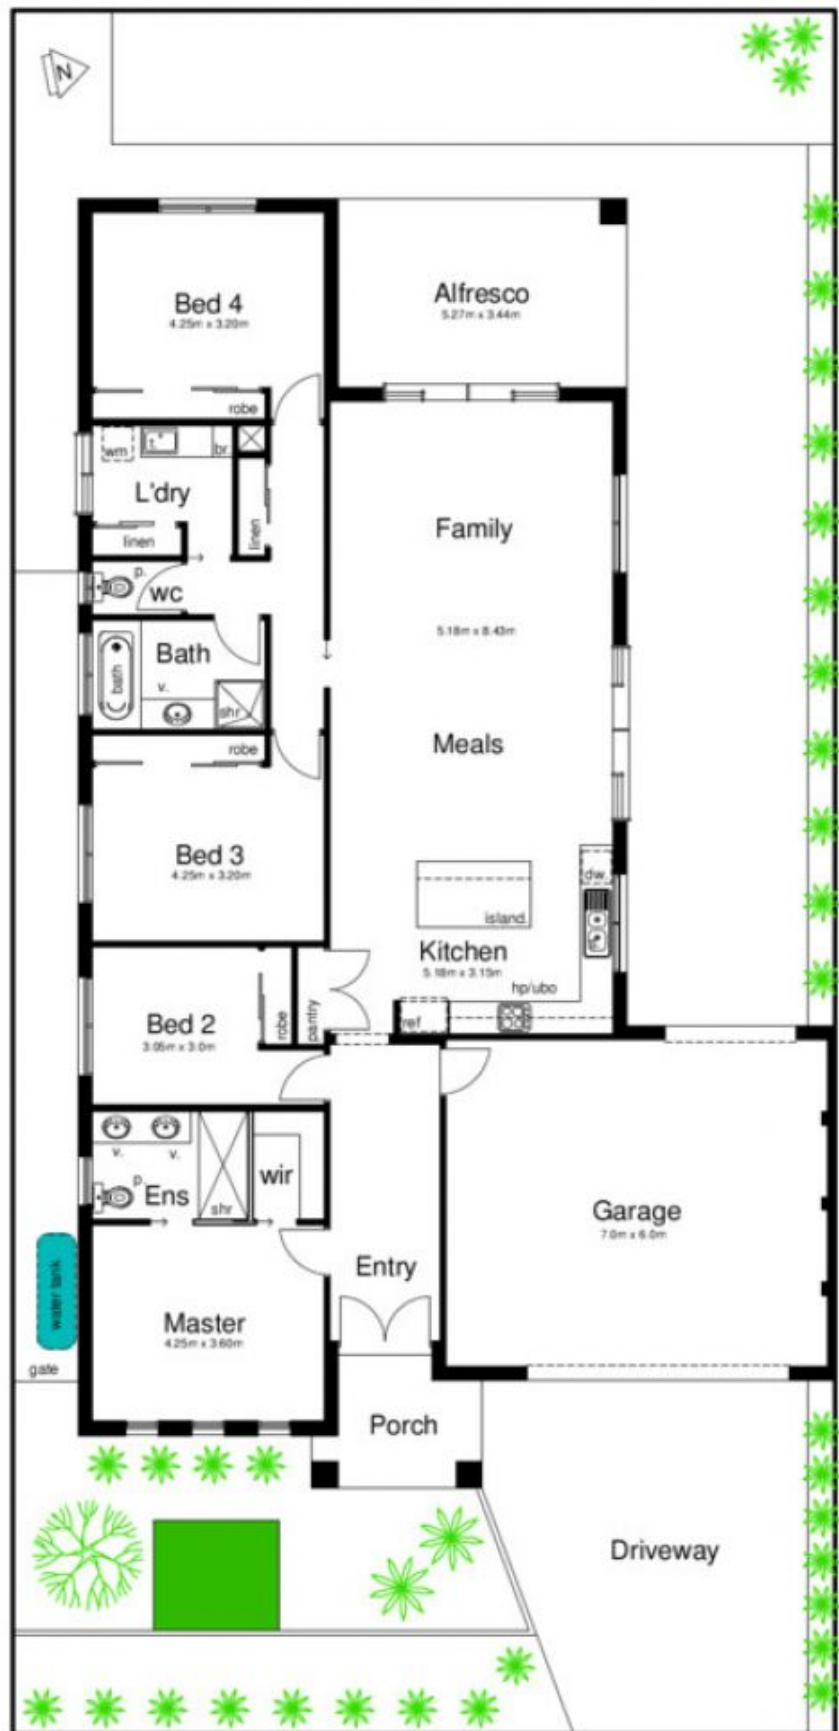 N
Bed 4
4.25m x 3.20m
robe
Alfresco
5.27m x 3.44m
wm
t.
br.
L'dry
linen
linen
p.
wc
Bath
bath
v.
shr
Family
5.18m x 8.43m
Meals
robe
Bed 3
4.25m x 3.20m
dw.
island.
Kitchen
5.18m x 3.15m
hp/ubo
ref
pantry
Bed 2
3.05m x 3.0m
robe
v.
v.
p.
Ens
shr
wir
Garage
7.0m x 6.0m
Entry
water tank
Master
4.25m x 3.60m
gate
Porch
Driveway